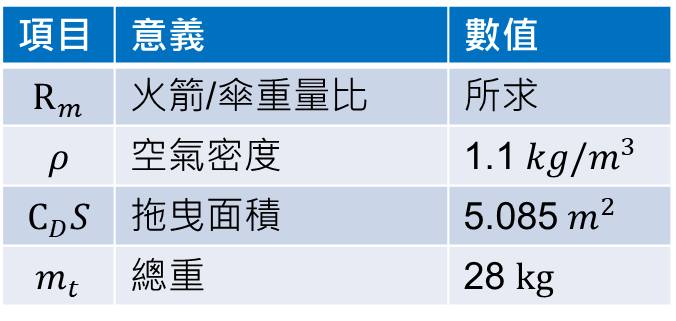 項目 意義 數值
R_m 火箭/傘重量比 所求
ρ 空氣密度 1.1 kg/m³
C_D S 拖曳面積 5.085 m²
m_t 總重 28 kg